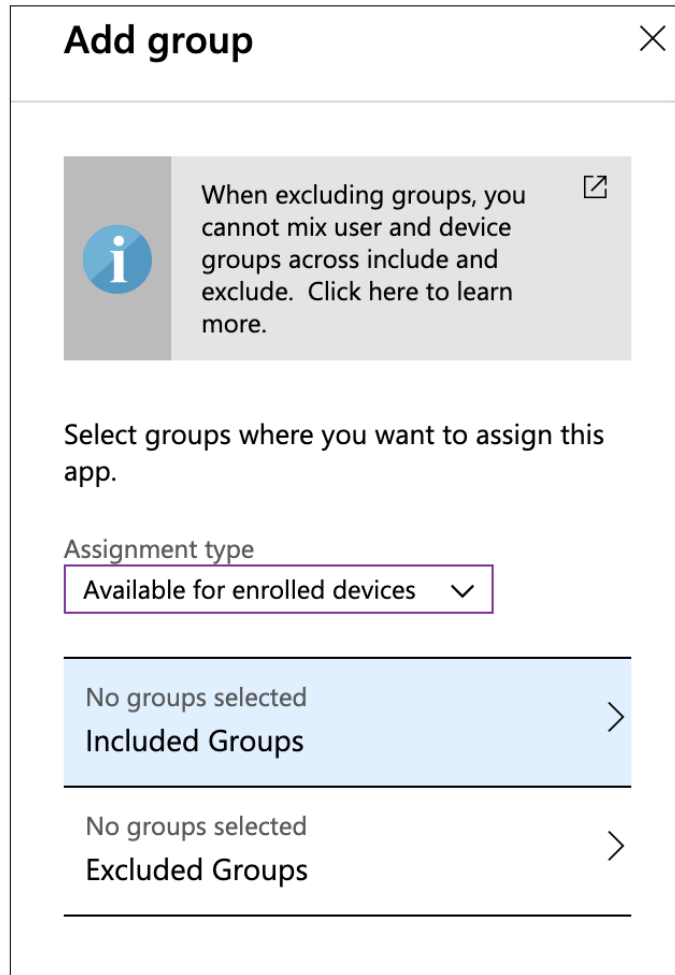 Add group
When excluding groups, you
cannot mix user and device
groups across include and
exclude. Click here to learn
more.
Select groups where you want to assign this
app.
Assignment type
Available for enrolled devices
No groups selected
Included Groups
No groups selected
Excluded Groups